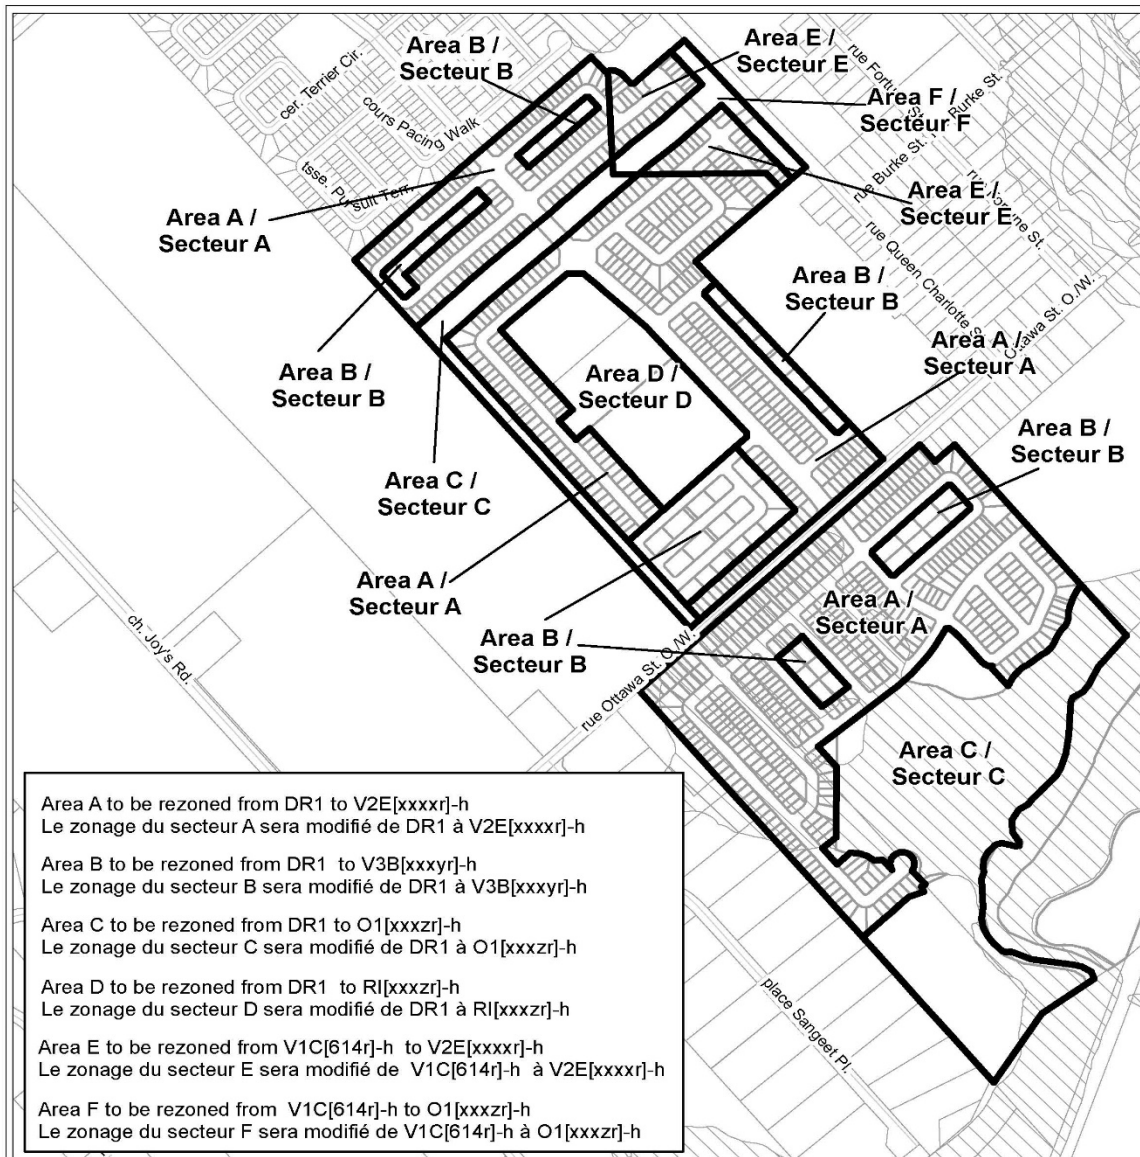 Area B /
Secteur B
Area E /
Secteur E
rue Fortune St.
Area F /
Secteur F
rue Burke St.
Burke St.
cer. Terrier Cir.
cours Pacing Walk
tsse. Pursuit Terr.
Area A /
Secteur A
Area E /
Secteur E
rue Queen Charlotte St.
Ottawa St. O./W.
Area B /
Secteur B
Area A /
Secteur A
Area B /
Secteur B
Area D /
Secteur D
Area B /
Secteur B
Area C /
Secteur C
Area A /
Secteur A
Area A /
Secteur A
Area B /
Secteur B
ch. Joy's Rd.
rue Ottawa St. O./W.
Area C /
Secteur C
place Sangeet Pl.
Area A to be rezoned from DR1 to V2E[xxxxr]-h
Le zonage du secteur A sera modifié de DR1 à V2E[xxxxr]-h
Area B to be rezoned from DR1 to V3B[xxxyr]-h
Le zonage du secteur B sera modifié de DR1 à V3B[xxxyr]-h
Area C to be rezoned from DR1 to O1[xxxzr]-h
Le zonage du secteur C sera modifié de DR1 à O1[xxxzr]-h
Area D to be rezoned from DR1 to RI[xxxzr]-h
Le zonage du secteur D sera modifié de DR1 à RI[xxxzr]-h
Area E to be rezoned from V1C[614r]-h to V2E[xxxxr]-h
Le zonage du secteur E sera modifié de V1C[614r]-h à V2E[xxxxr]-h
Area F to be rezoned from V1C[614r]-h to O1[xxxzr]-h
Le zonage du secteur F sera modifié de V1C[614r]-h à O1[xxxzr]-h